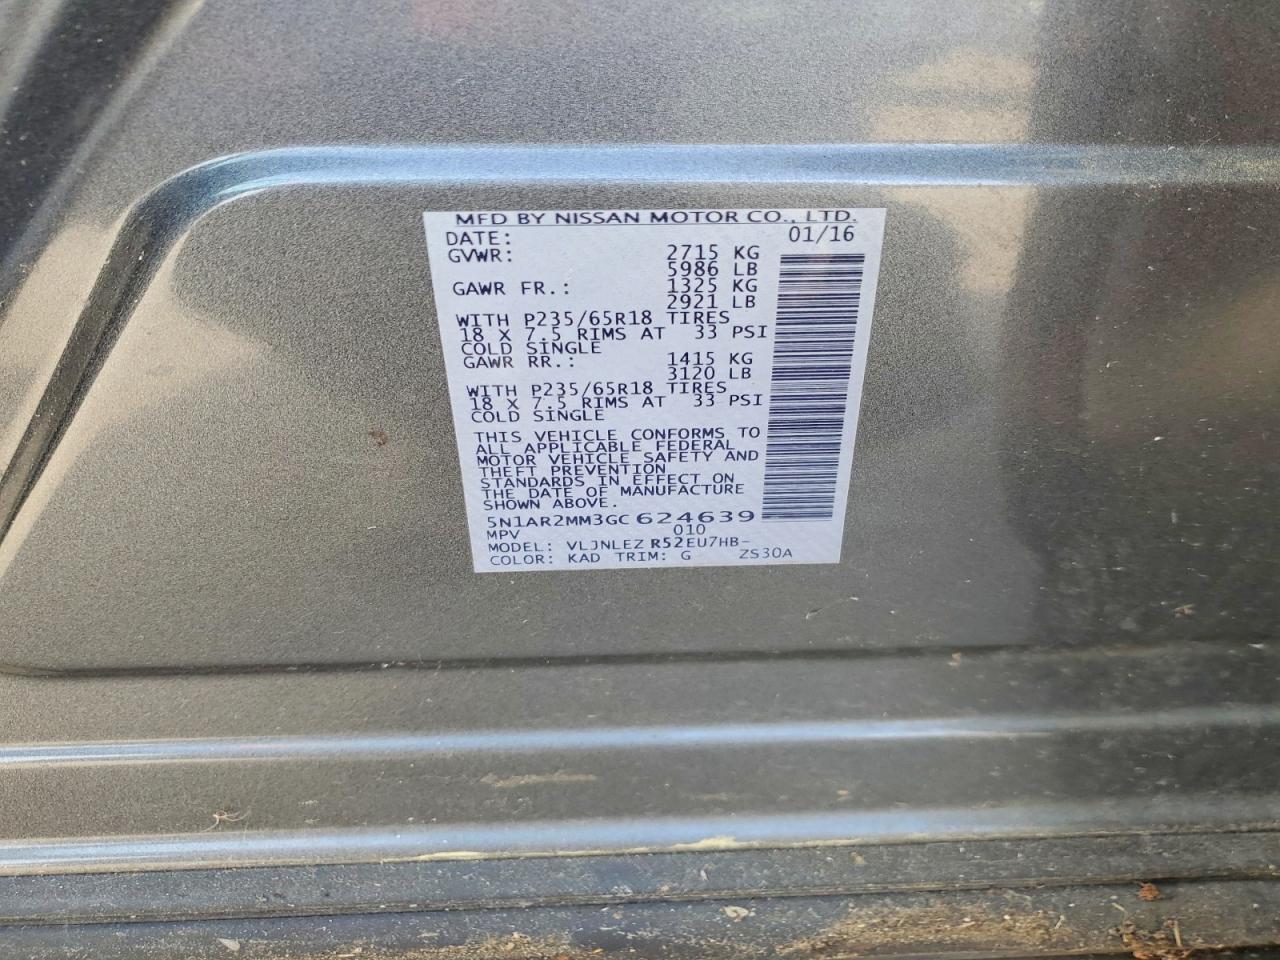 MFD BY NISSAN MOTOR CO., LTD.
DATE: 01/16
GVWR: 2715 KG
5986 LB
GAWR FR.: 1325 KG
2921 LB
WITH P235/65R18 TIRES
18 X 7.5 RIMS AT 33 PSI
COLD SINGLE
GAWR RR.: 1415 KG
3120 LB
WITH P235/65R18 TIRES
18 X 7.5 RIMS AT 33 PSI
COLD SINGLE
THIS VEHICLE CONFORMS TO
ALL APPLICABLE FEDERAL
MOTOR VEHICLE SAFETY AND
THEFT PREVENTION
STANDARDS IN EFFECT ON
THE DATE OF MANUFACTURE
SHOWN ABOVE.
5N1AR2MM3GC624639
MPV 010
MODEL: VLJNLEZ R52EU7HB-
COLOR: KAD TRIM: G ZS30A